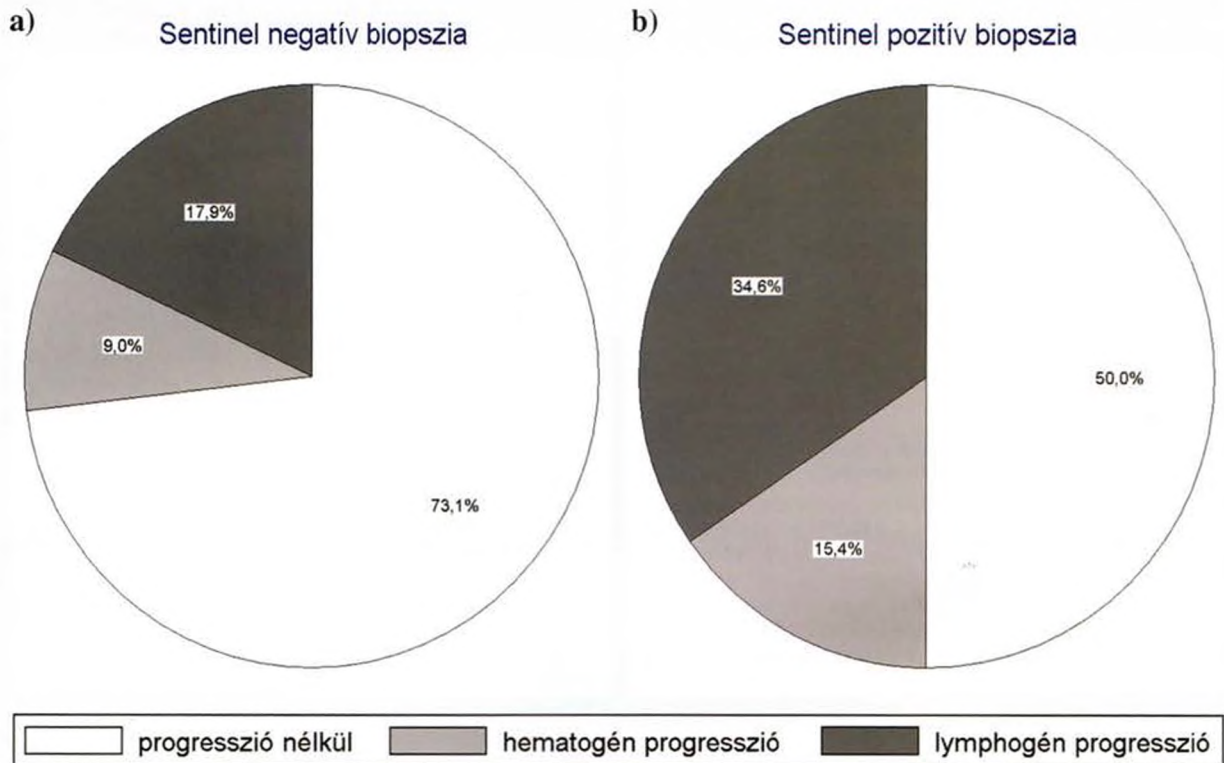 a)
Sentinel negatív biopszia
17,9%
9,0%
73,1%
b)
Sentinel pozitív biopszia
34,6%
50,0%
15,4%
progresszió nélkül
hematogén progresszió
lymphogén progresszió